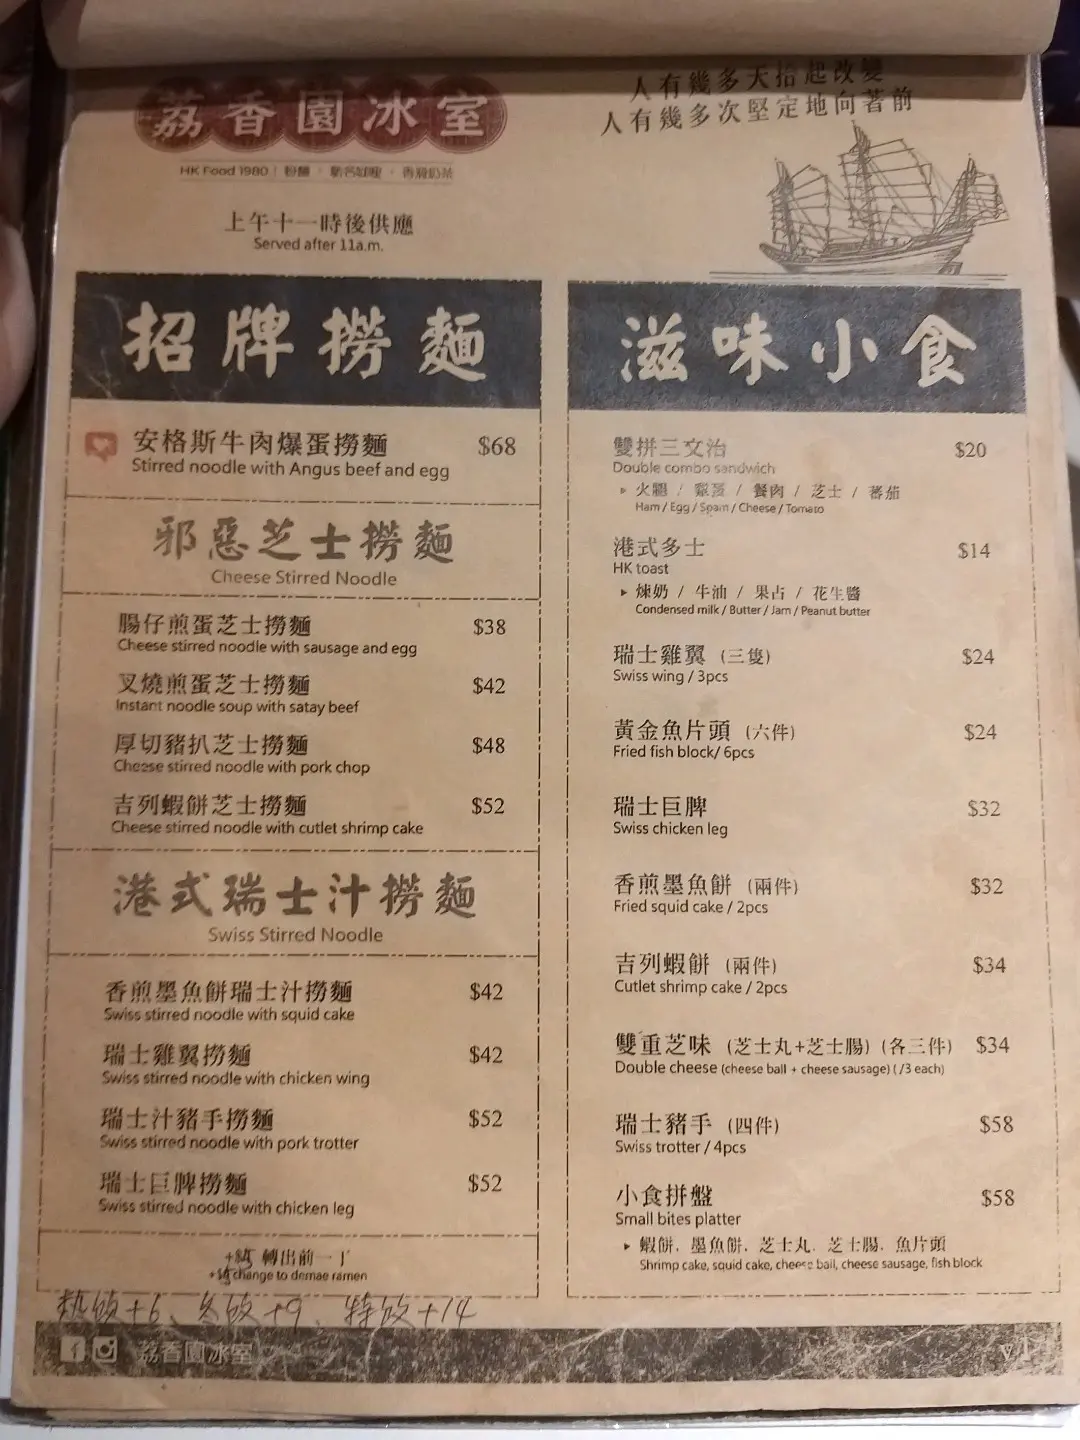 荔香園冰室
HK Food 1980
人有幾多天抬起改變
人有幾多次堅定地向著前
上午十一時後供應
Served after 11a.m.
招牌撈麵
安格斯牛肉爆蛋撈麵 $68
Stirred noodle with Angus beef and egg
邪惡芝士撈麵
Cheese Stirred Noodle
腸仔煎蛋芝士撈麵 $38
Cheese stirred noodle with sausage and egg
叉燒煎蛋芝士撈麵 $42
Instant noodle soup with satay beef
厚切豬扒芝士撈麵 $48
Cheese stirred noodle with pork chop
吉列蝦餅芝士撈麵 $52
Cheese stirred noodle with cutlet shrimp cake
港式瑞士汁撈麵
Swiss Stirred Noodle
香煎墨魚餅瑞士汁撈麵 $42
Swiss stirred noodle with squid cake
瑞士雞翼撈麵 $42
Swiss stirred noodle with chicken wing
瑞士汁豬手撈麵 $52
Swiss stirred noodle with pork trotter
瑞士巨脾撈麵 $52
Swiss stirred noodle with chicken leg
轉出前一丁
change to demae ramen
+6、+9、+14
滋味小食
雙拼三文治 $20
Double combo sandwich
火腿 / 雞蛋 / 餐肉 / 芝士 / 蕃茄
Ham / Egg / Spam / Cheese / Tomato
港式多士 $14
HK toast
煉奶 / 牛油 / 果占 / 花生醬
Condensed milk / Butter / Jam / Peanut butter
瑞士雞翼 (三隻) $24
Swiss wing / 3pcs
黃金魚片頭 (六件) $24
Fried fish block/ 6pcs
瑞士巨脾 $32
Swiss chicken leg
香煎墨魚餅 (兩件) $32
Fried squid cake / 2pcs
吉列蝦餅 (兩件) $34
Cutlet shrimp cake / 2pcs
雙重芝味 (芝士丸+芝士腸) (各三件) $34
Double cheese (cheese ball + cheese sausage) ( /3 each)
瑞士豬手 (四件) $58
Swiss trotter / 4pcs
小食拼盤 $58
Small bites platter
蝦餅. 墨魚餅. 芝士丸. 芝士腸. 魚片頭
Shrimp cake, squid cake, cheese ball, cheese sausage, fish block
荔香園冰室